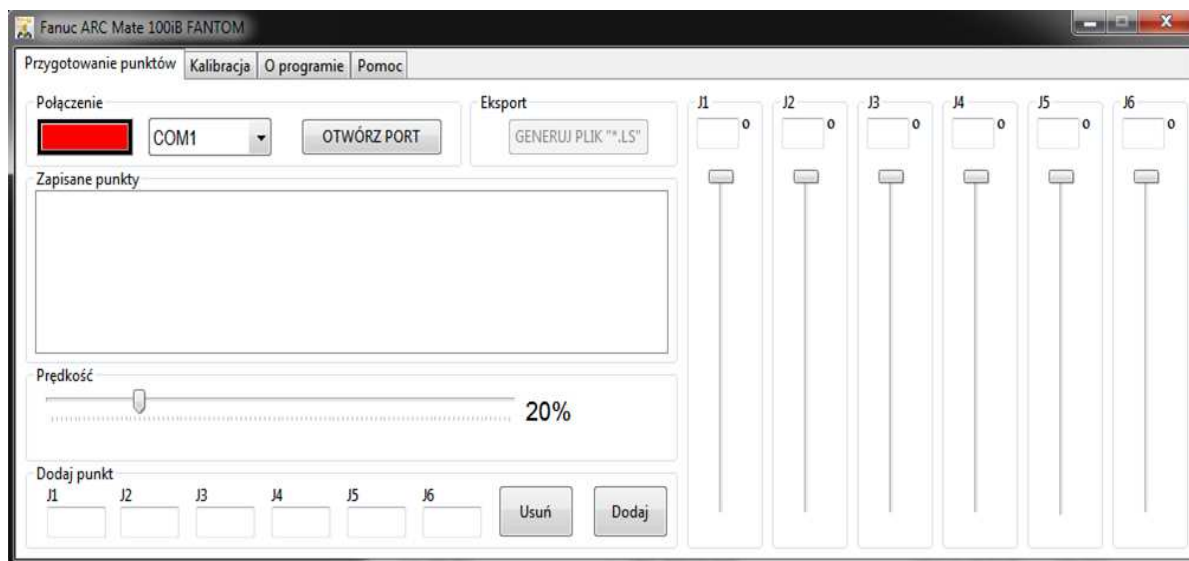 Fanuc ARC Mate 100iB FANTOM
Przygotowanie punktów Kalibracja O programie Pomoc
Połączenie
COM1 OTWÓRZ PORT
Eksport
GENERUJ PLIK "*.LS"
Zapisane punkty
Prędkość
20%
Dodaj punkt
J1 J2 J3 J4 J5 J6
Usuń Dodaj
J1 J2 J3 J4 J5 J6
o o o o o o